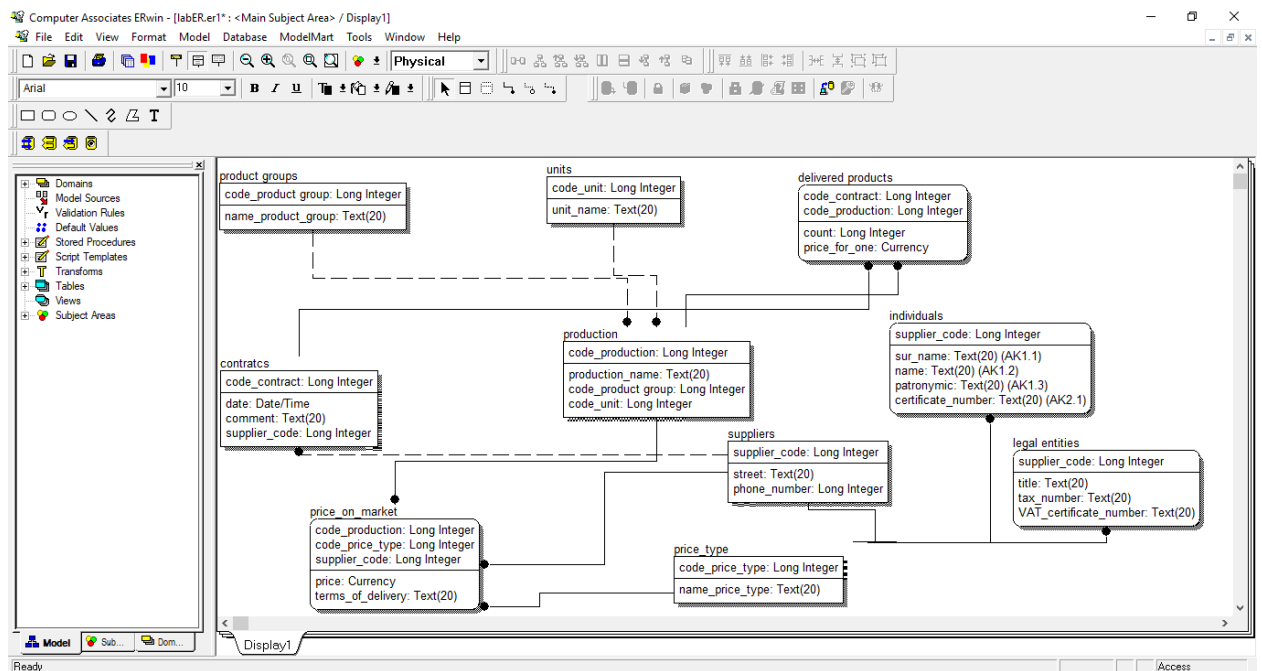 Computer Associates ERwin - [labER.er1* : <Main Subject Area> / Display1]
File Edit View Format Model Database ModelMart Tools Window Help
Physical
Arial 10 B I U T
T
Domains
Model Sources
Validation Rules
Default Values
Stored Procedures
Script Templates
Transforms
Tables
Views
Subject Areas
Model Sub... Dom...
product groups
code_product group: Long Integer
name_product_group: Text(20)
units
code_unit: Long Integer
unit_name: Text(20)
delivered products
code_contract: Long Integer
code_production: Long Integer
count: Long Integer
price_for_one: Currency
production
code_production: Long Integer
production_name: Text(20)
code_product group: Long Integer
code_unit: Long Integer
individuals
supplier_code: Long Integer
sur_name: Text(20) (AK1.1)
name: Text(20) (AK1.2)
patronymic: Text(20) (AK1.3)
certificate_number: Text(20) (AK2.1)
contratcs
code_contract: Long Integer
date: Date/Time
comment: Text(20)
supplier_code: Long Integer
suppliers
supplier_code: Long Integer
street: Text(20)
phone_number: Long Integer
legal entities
supplier_code: Long Integer
title: Text(20)
tax_number: Text(20)
VAT_certificate_number: Text(20)
price_on_market
code_production: Long Integer
code_price_type: Long Integer
supplier_code: Long Integer
price: Currency
terms_of_delivery: Text(20)
price_type
code_price_type: Long Integer
name_price_type: Text(20)
Display1
Ready
Access